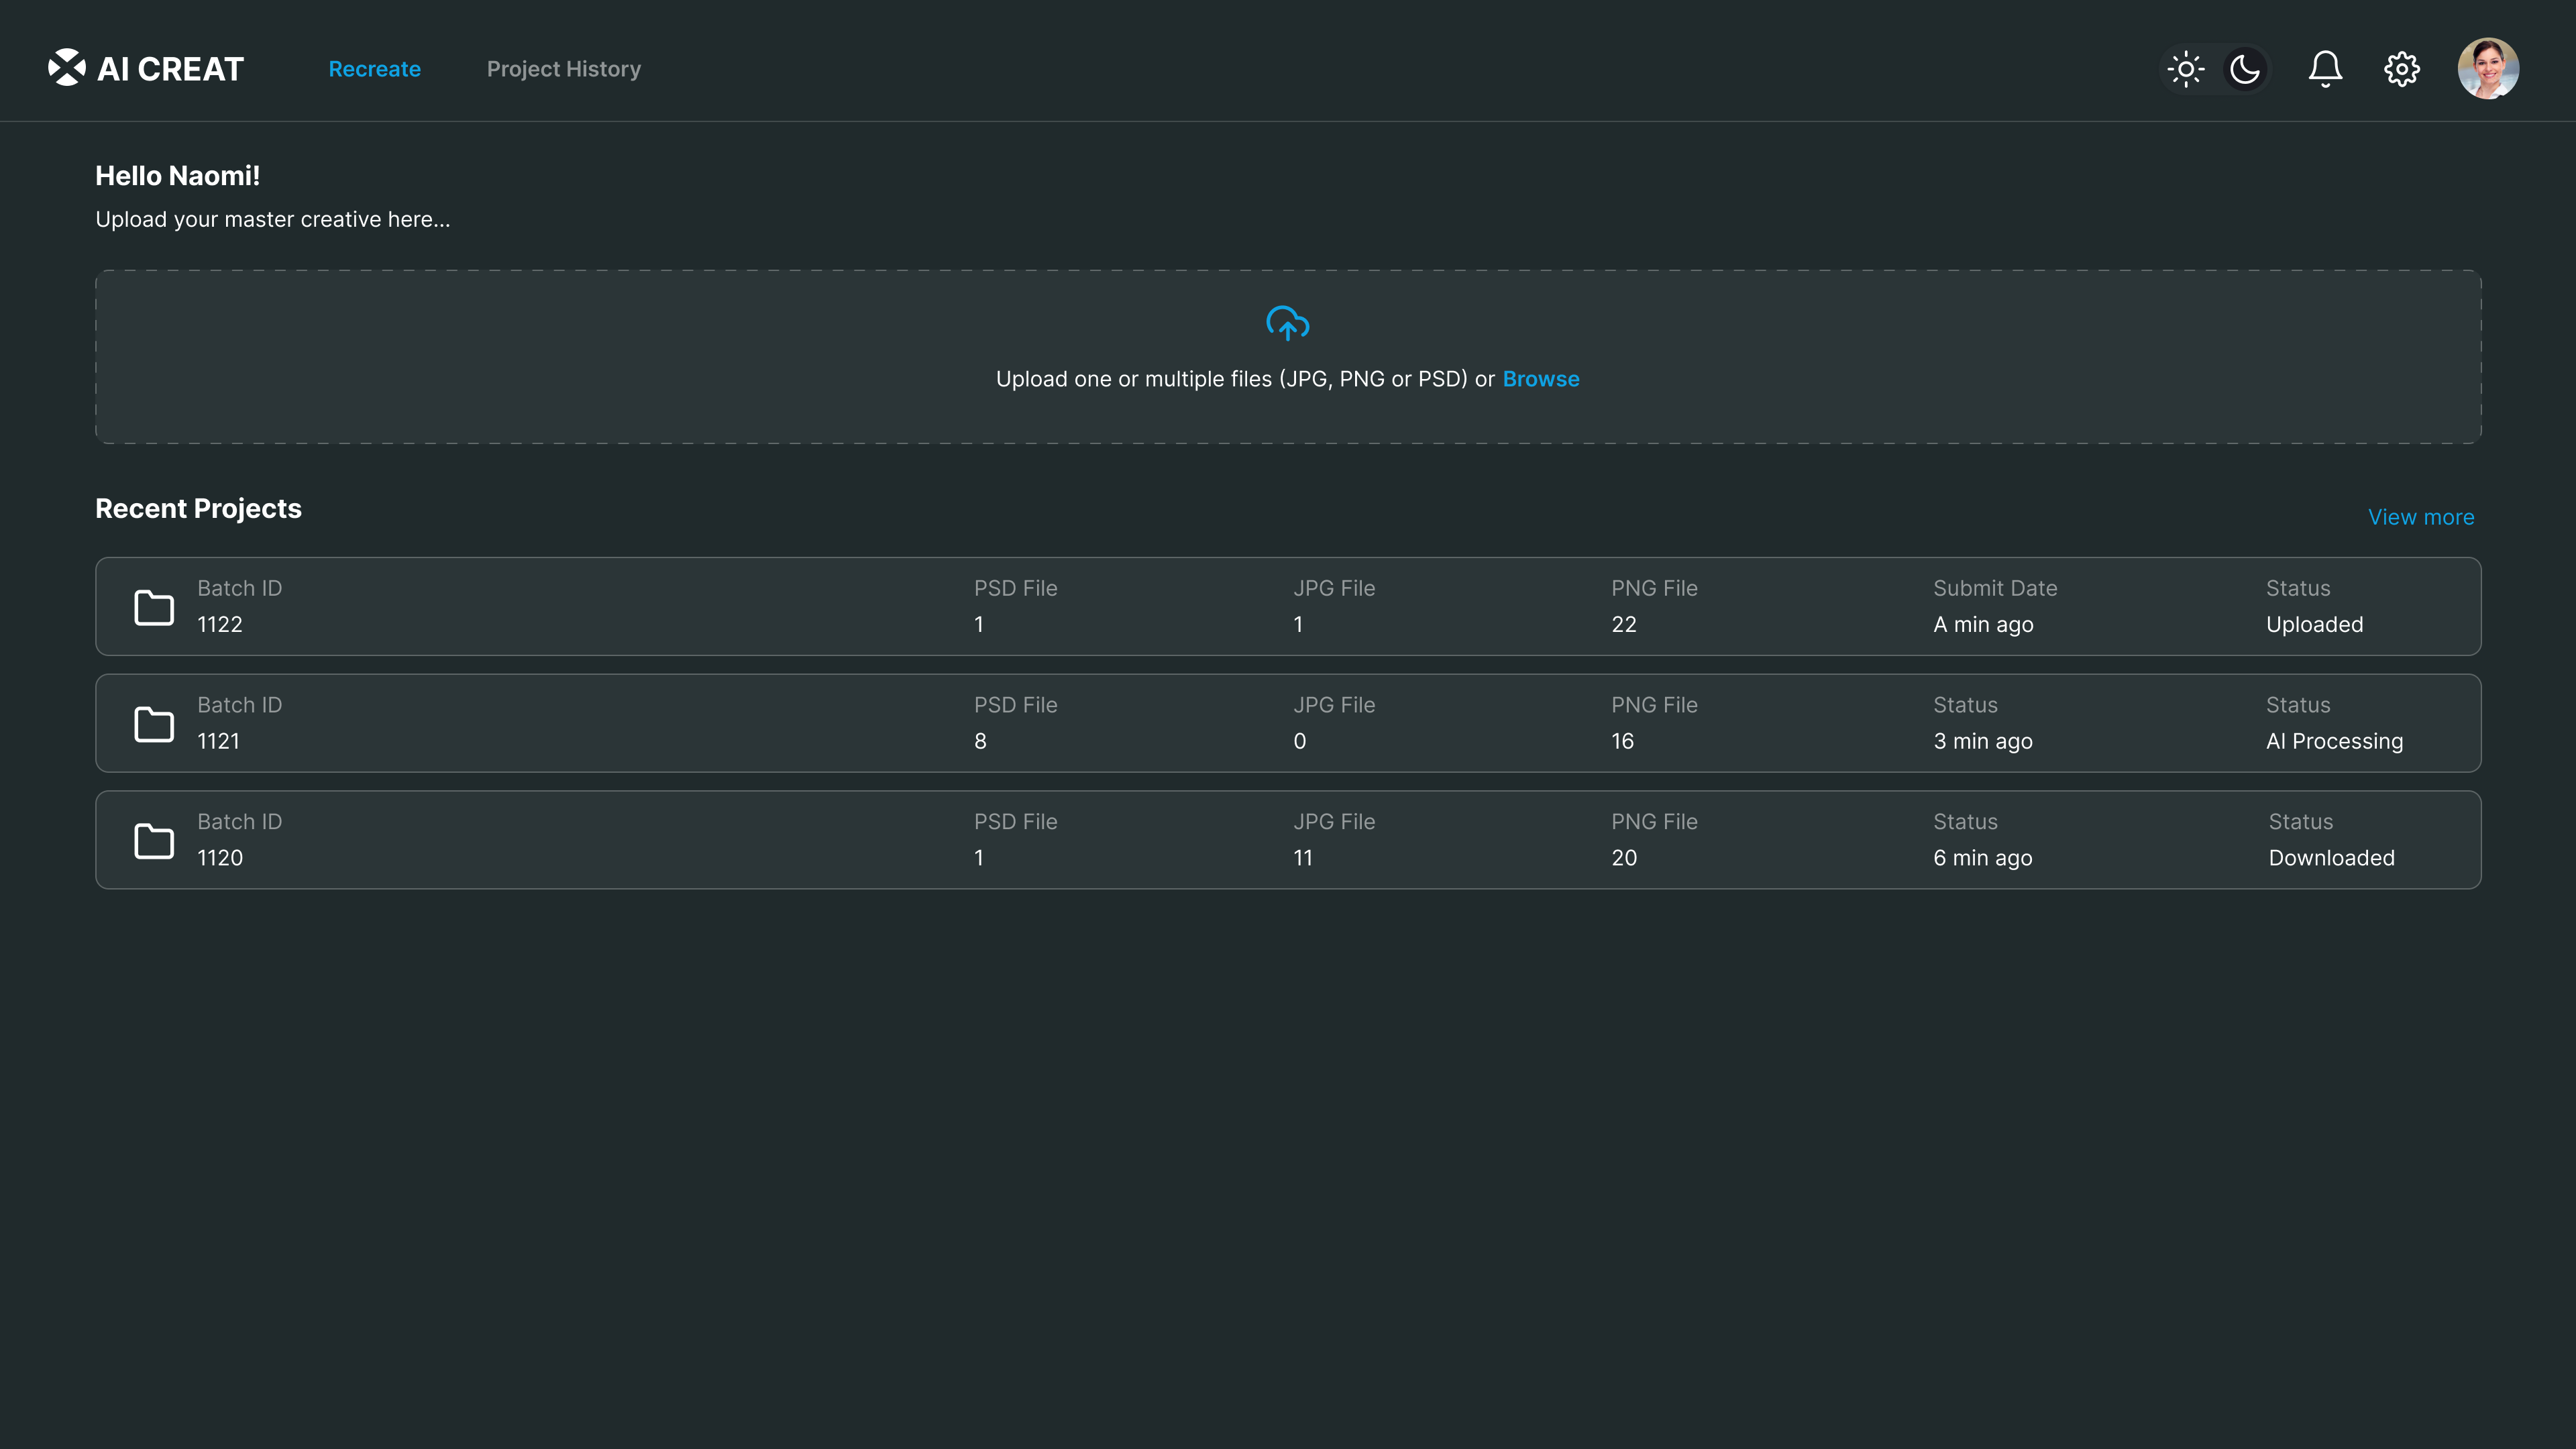 AI CREAT
Recreate
Project History
Hello Naomi!
Upload your master creative here...
Upload one or multiple files (JPG, PNG or PSD) or Browse
Recent Projects
View more
Batch ID PSD File JPG File PNG File Submit Date Status
1122 1 1 22 A min ago Uploaded
Batch ID PSD File JPG File PNG File Status Status
1121 8 0 16 3 min ago AI Processing
Batch ID PSD File JPG File PNG File Status Status
1120 1 11 20 6 min ago Downloaded